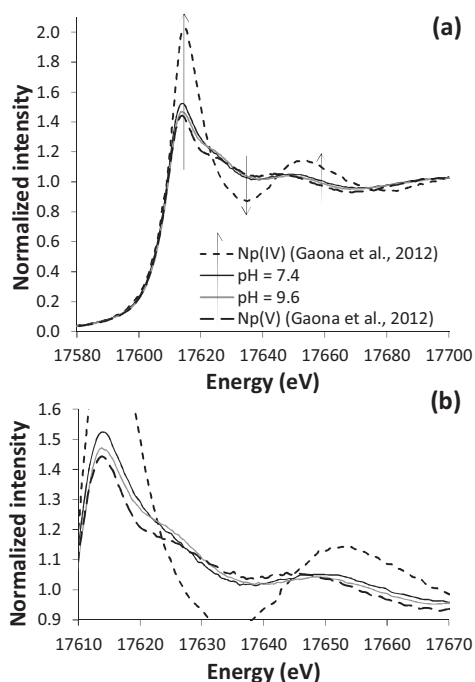 (a)
Normalized intensity
2.0
1.8
1.6
1.4
1.2
1.0
0.8
0.6
0.4
0.2
0.0
Np(IV) (Gaona et al., 2012)
pH = 7.4
pH = 9.6
Np(V) (Gaona et al., 2012)
17580 17600 17620 17640 17660 17680 17700
Energy (eV)
(b)
Normalized intensity
1.6
1.5
1.4
1.3
1.2
1.1
1.0
0.9
17610 17620 17630 17640 17650 17660 17670
Energy (eV)